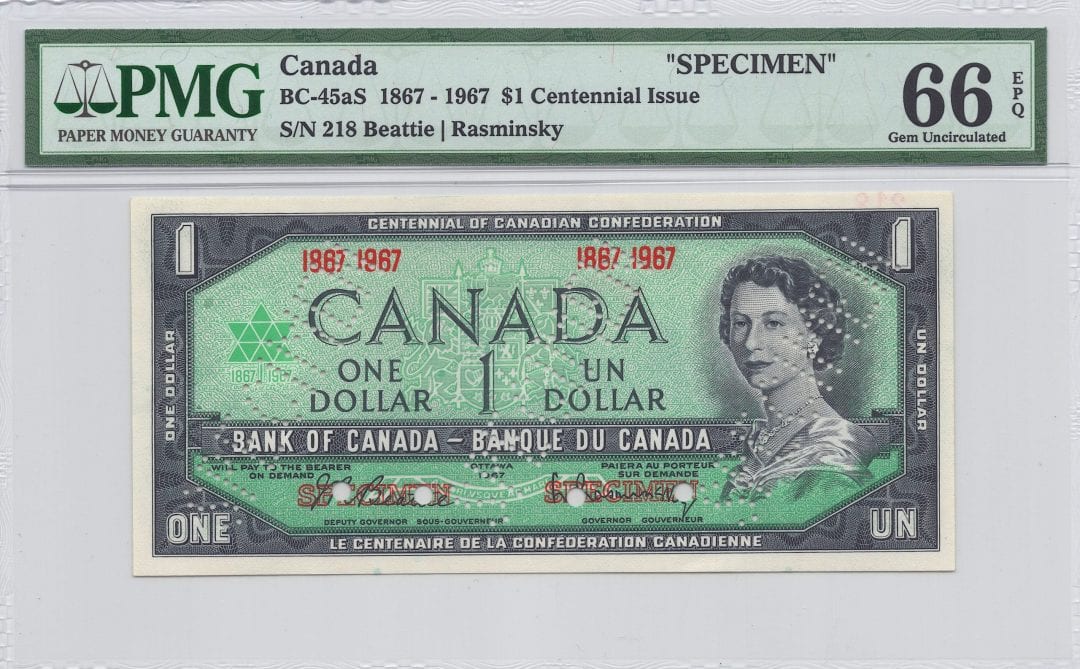 PMG
PAPER MONEY GUARANTY
Canada "SPECIMEN"
BC-45aS 1867 - 1967 $1 Centennial Issue
S/N 218 Beattie | Rasminsky
66
EPQ
Gem Uncirculated
218
CENTENNIAL OF CANADIAN CONFEDERATION
1 1
1867 1967 1867 1967
CANADA
1867 1967
ONE 1 UN
DOLLAR DOLLAR
ONE DOLLAR
UN DOLLAR
BANK OF CANADA – BANQUE DU CANADA
WILL PAY TO THE BEARER OTTAWA PAIERA AU PORTEUR
ON DEMAND 1967 SUR DEMANDE
SPECIMEN SPECIMEN
DEPUTY GOVERNOR SOUS-GOUVERNEUR GOVERNOR GOUVERNEUR
ONE UN
LE CENTENAIRE DE LA CONFÉDÉRATION CANADIENNE